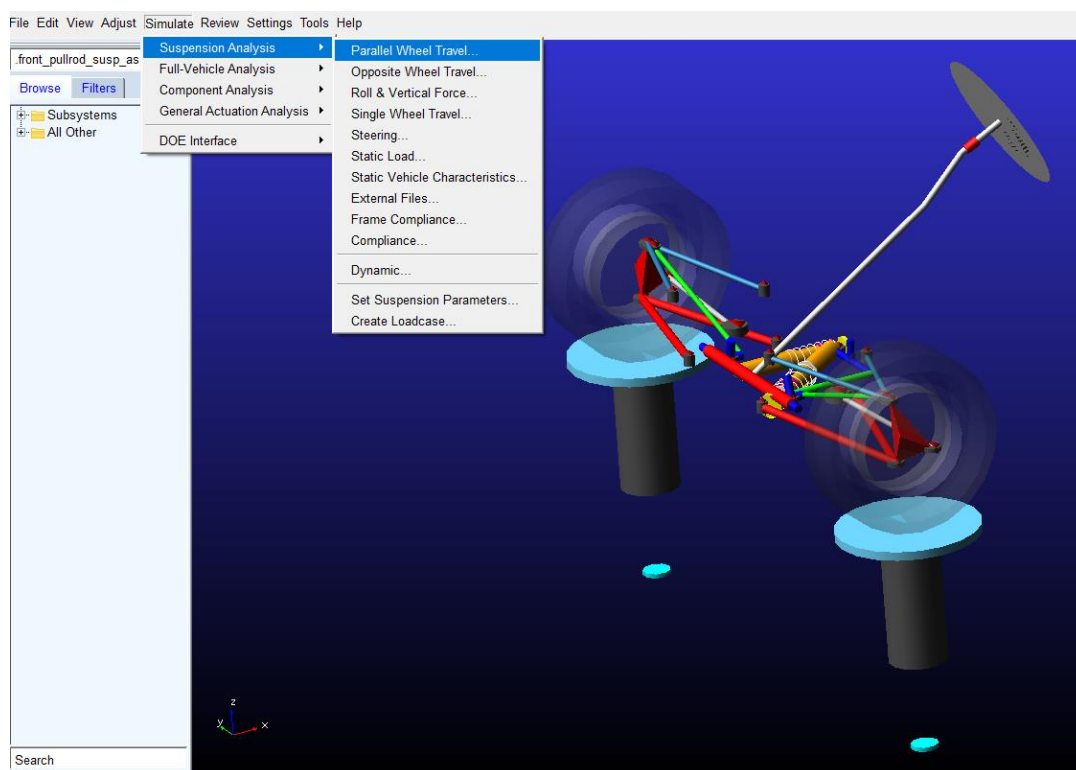 File Edit View Adjust Simulate Review Settings Tools Help
.front_pullrod_susp_as
Browse Filters
Subsystems
All Other
Suspension Analysis
Full-Vehicle Analysis
Component Analysis
General Actuation Analysis
DOE Interface
Parallel Wheel Travel...
Opposite Wheel Travel...
Roll & Vertical Force...
Single Wheel Travel...
Steering...
Static Load...
Static Vehicle Characteristics...
External Files...
Frame Compliance...
Compliance...
Dynamic...
Set Suspension Parameters...
Create Loadcase...
z
y x
Search